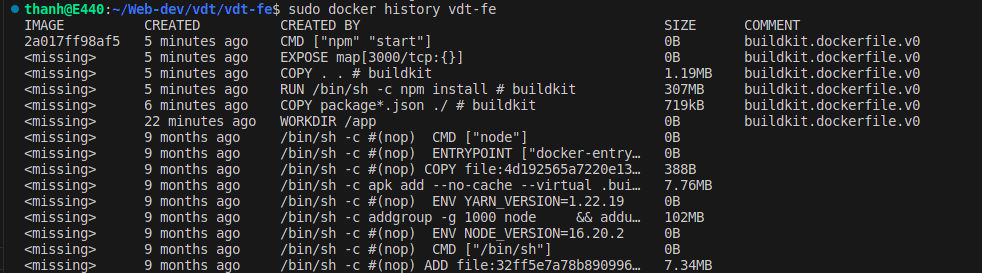 thanh@E440:~/Web-dev/vdt/vdt-fe$ sudo docker history vdt-fe
IMAGE CREATED CREATED BY SIZE COMMENT
2a017ff98af5 5 minutes ago CMD ["npm" "start"] 0B buildkit.dockerfile.v0
<missing> 5 minutes ago EXPOSE map[3000/tcp:{}] 0B buildkit.dockerfile.v0
<missing> 5 minutes ago COPY . . # buildkit 1.19MB buildkit.dockerfile.v0
<missing> 5 minutes ago RUN /bin/sh -c npm install # buildkit 307MB buildkit.dockerfile.v0
<missing> 6 minutes ago COPY package*.json ./ # buildkit 719kB buildkit.dockerfile.v0
<missing> 22 minutes ago WORKDIR /app 0B buildkit.dockerfile.v0
<missing> 9 months ago /bin/sh -c #(nop) CMD ["node"] 0B
<missing> 9 months ago /bin/sh -c #(nop) ENTRYPOINT ["docker-entry… 0B
<missing> 9 months ago /bin/sh -c #(nop) COPY file:4d192565a7220e13… 388B
<missing> 9 months ago /bin/sh -c apk add --no-cache --virtual .bui… 7.76MB
<missing> 9 months ago /bin/sh -c #(nop) ENV YARN_VERSION=1.22.19 0B
<missing> 9 months ago /bin/sh -c addgroup -g 1000 node && addu… 102MB
<missing> 9 months ago /bin/sh -c #(nop) ENV NODE_VERSION=16.20.2 0B
<missing> 9 months ago /bin/sh -c #(nop) CMD ["/bin/sh"] 0B
<missing> 9 months ago /bin/sh -c #(nop) ADD file:32ff5e7a78b890996… 7.34MB